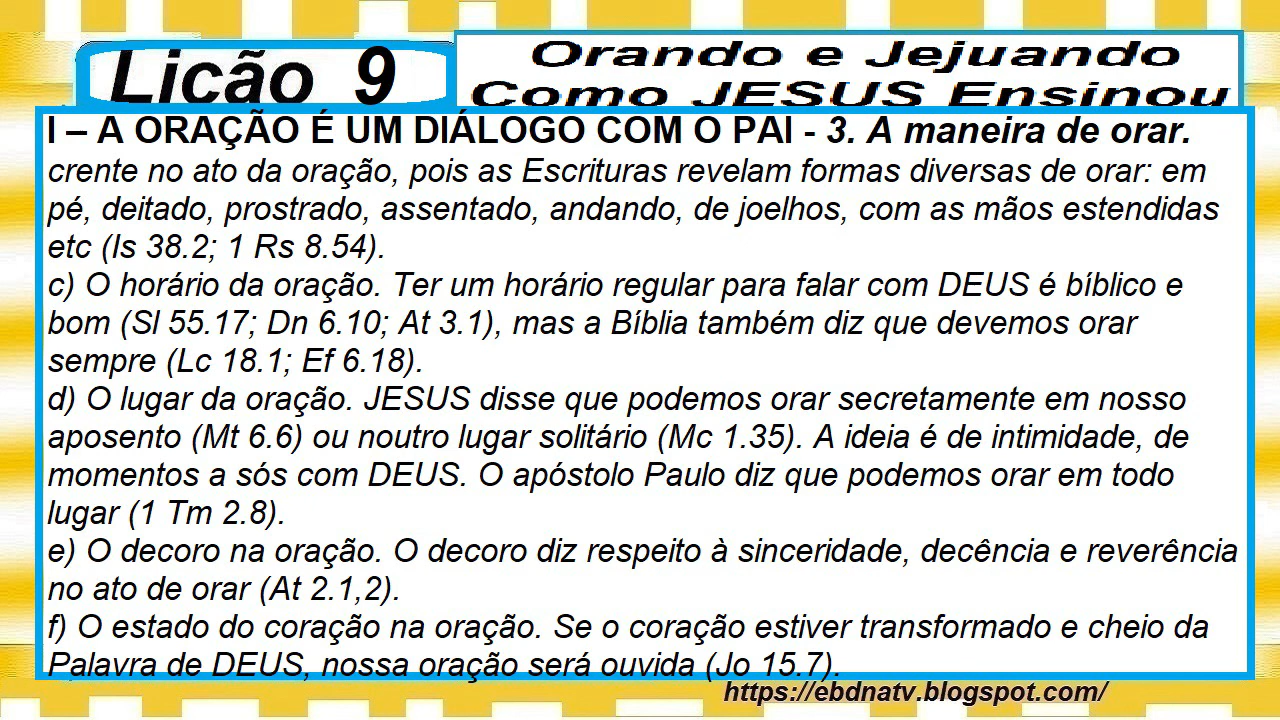 Lição 9
Orando e Jejuando
Como JESUS Ensinou
I – A ORAÇÃO É UM DIÁLOGO COM O PAI - 3. A maneira de orar.
crente no ato da oração, pois as Escrituras revelam formas diversas de orar: em
pé, deitado, prostrado, assentado, andando, de joelhos, com as mãos estendidas
etc (Is 38.2; 1 Rs 8.54).
c) O horário da oração. Ter um horário regular para falar com DEUS é bíblico e
bom (Sl 55.17; Dn 6.10; At 3.1), mas a Bíblia também diz que devemos orar
sempre (Lc 18.1; Ef 6.18).
d) O lugar da oração. JESUS disse que podemos orar secretamente em nosso
aposento (Mt 6.6) ou noutro lugar solitário (Mc 1.35). A ideia é de intimidade, de
momentos a sós com DEUS. O apóstolo Paulo diz que podemos orar em todo
lugar (1 Tm 2.8).
e) O decoro na oração. O decoro diz respeito à sinceridade, decência e reverência
no ato de orar (At 2.1,2).
f) O estado do coração na oração. Se o coração estiver transformado e cheio da
Palavra de DEUS, nossa oração será ouvida (Jo 15.7).
https://ebdnatv.blogspot.com/